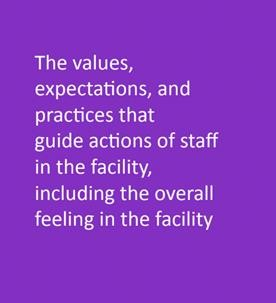 The values,
expectations, and
practices that
guide actions of staff
in the facility,
including the overall
feeling in the facility